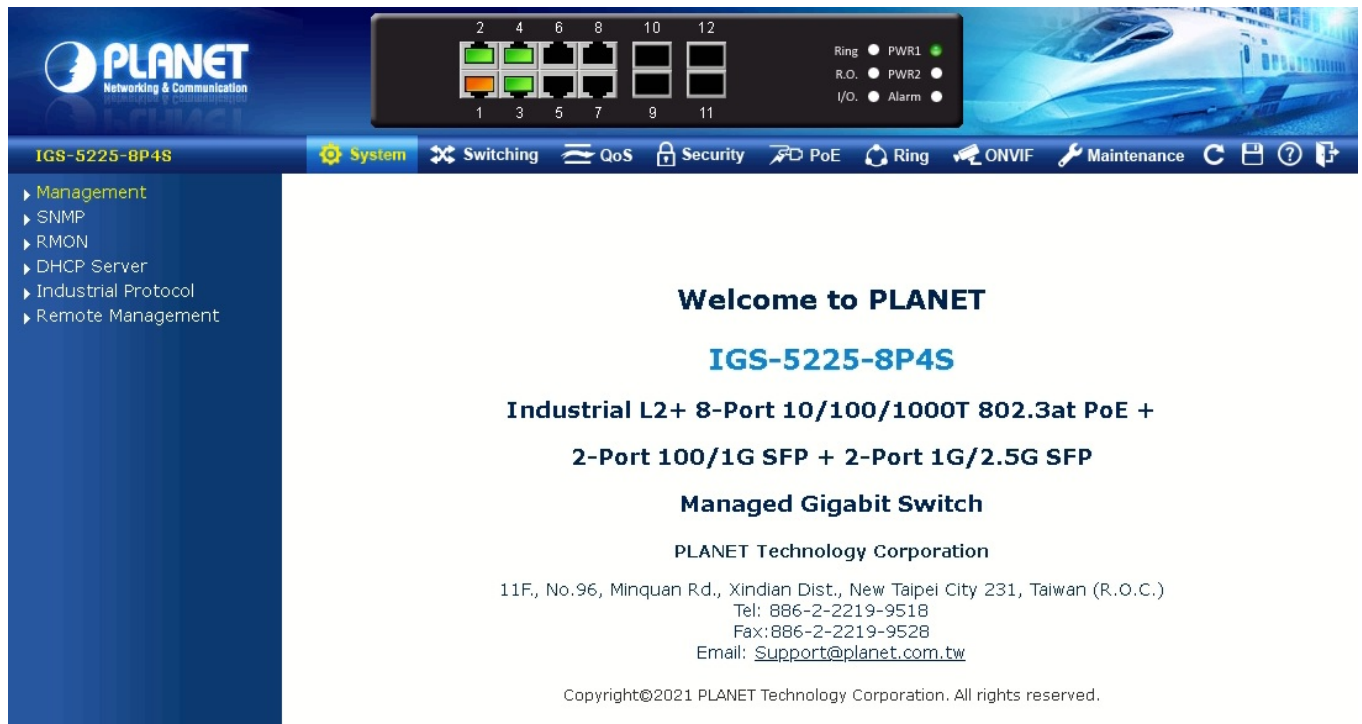 PLANET
Networking & Communication
2 4 6 8 10 12
1 3 5 7 9 11
Ring PWR1
R.O. PWR2
I/O. Alarm
IGS-5225-8P4S
System Switching QoS Security PoE Ring ONVIF Maintenance
Management
SNMP
RMON
DHCP Server
Industrial Protocol
Remote Management
Welcome to PLANET
IGS-5225-8P4S
Industrial L2+ 8-Port 10/100/1000T 802.3at PoE +
2-Port 100/1G SFP + 2-Port 1G/2.5G SFP
Managed Gigabit Switch
PLANET Technology Corporation
11F., No.96, Minquan Rd., Xindian Dist., New Taipei City 231, Taiwan (R.O.C.)
Tel: 886-2-2219-9518
Fax:886-2-2219-9528
Email: Support@planet.com.tw
Copyright©2021 PLANET Technology Corporation. All rights reserved.